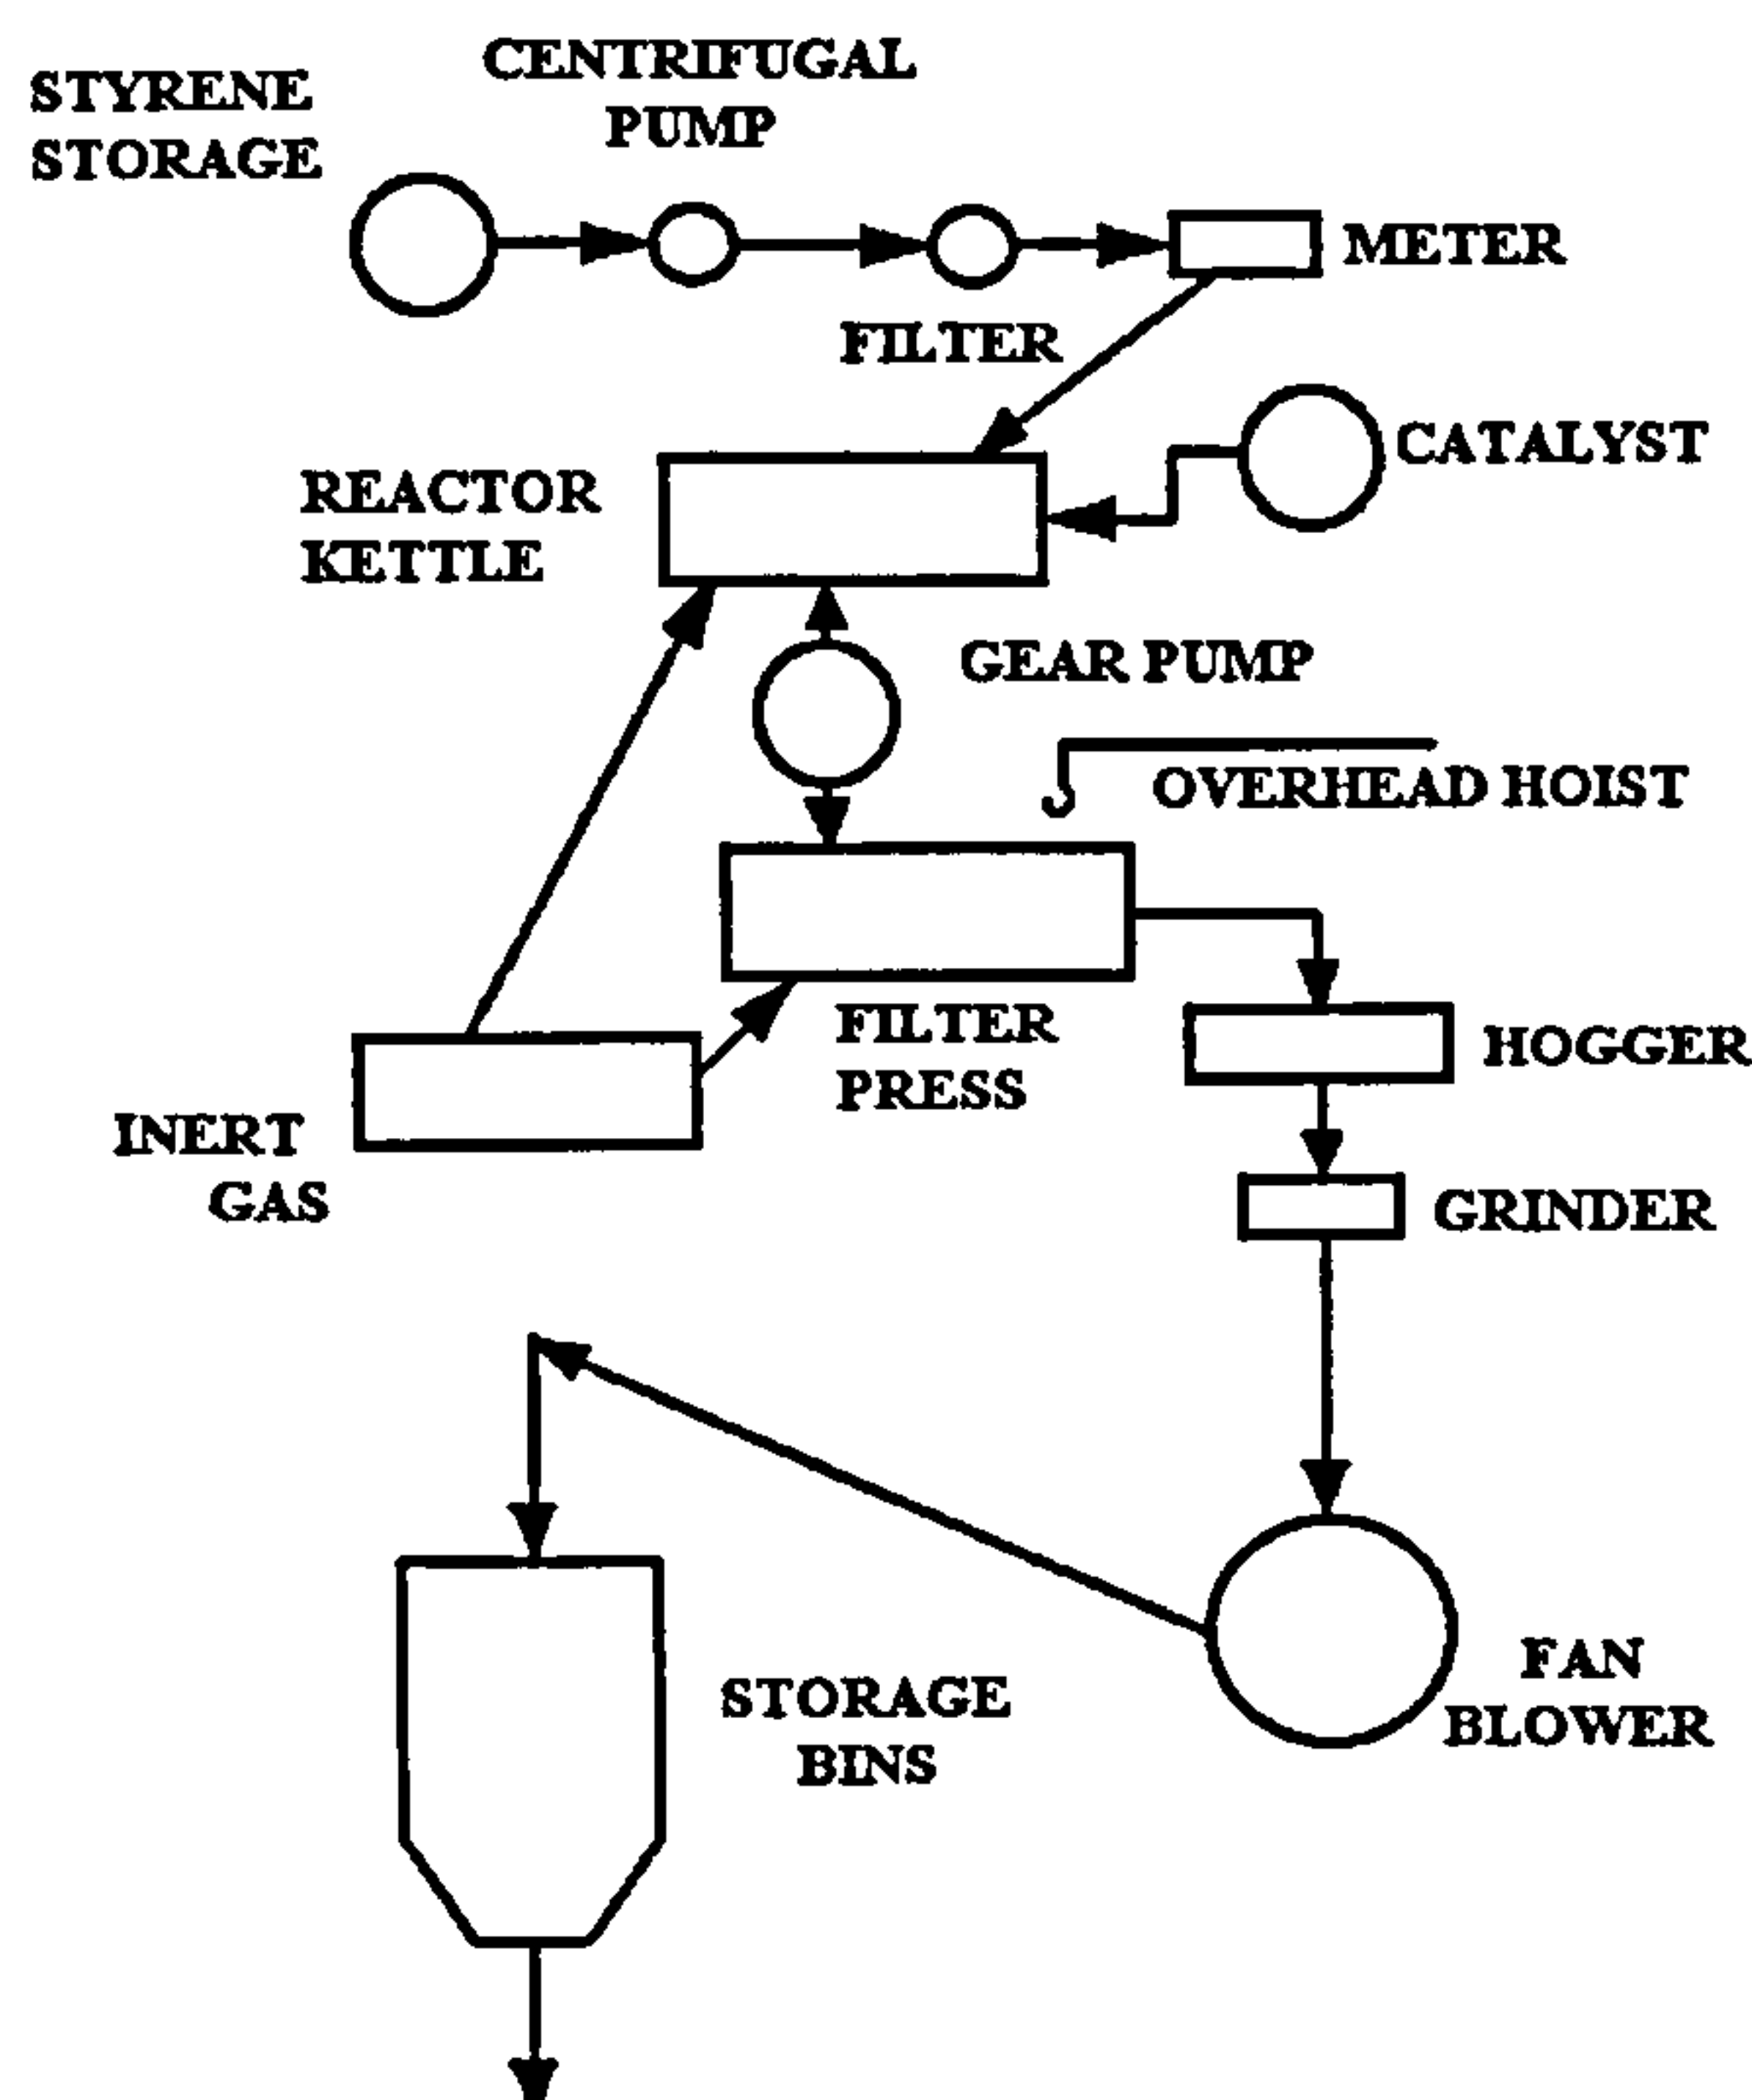 STYRENE
STORAGE
CENTRIFUGAL
PUMP
METER
FILTER
CATALYST
REACTOR
KETTLE
GEAR PUMP
OVERHEAD HOIST
FILTER
PRESS
HOGGER
INERT
GAS
GRINDER
FAN
BLOWER
STORAGE
BINS